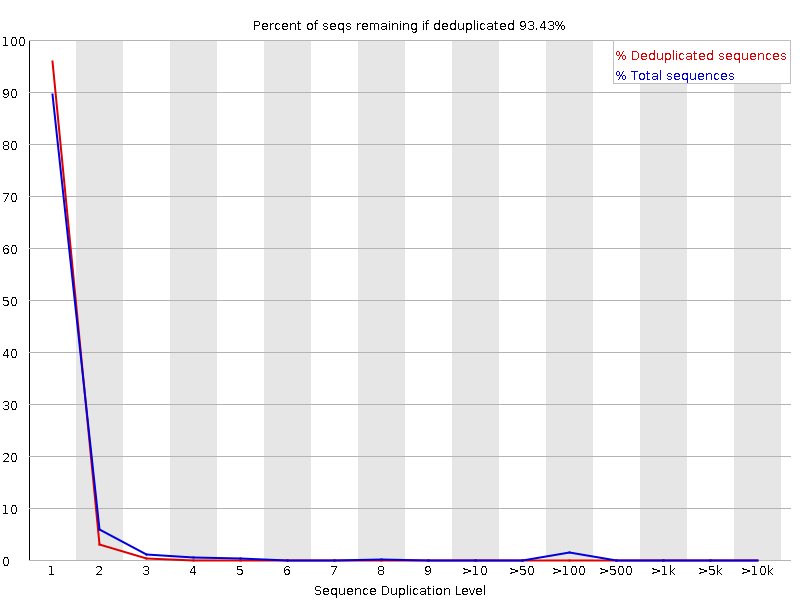 Percent of seqs remaining if deduplicated 93.43%
% Deduplicated sequences
% Total sequences
100
90
80
70
60
50
40
30
20
10
0
1 2 3 4 5 6 7 8 9 >10 >50 >100 >500 >1k >5k >10k
Sequence Duplication Level